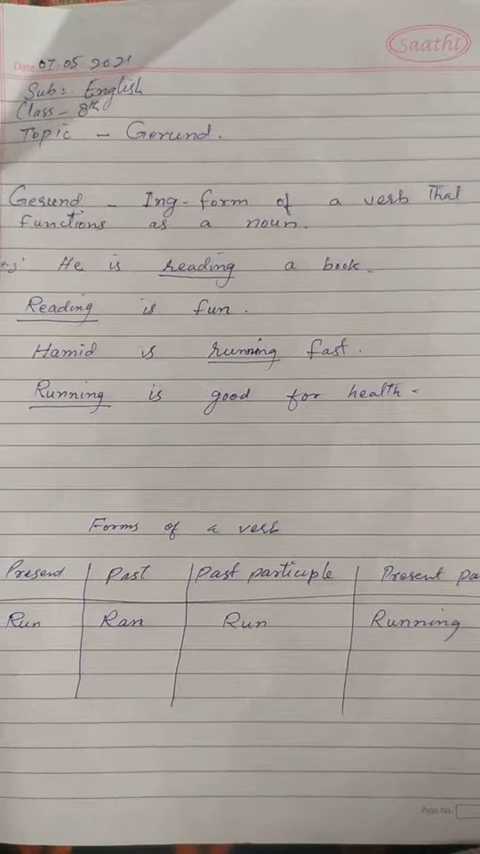 Saathi
Date 07.05.2021
Sub: English
Class - 8th
Topic - Gerund.
Gerund - Ing-form of a verb That
functions as a noun.
He is reading a book.
Reading is fun.
Hamid is running fast.
Running is good for health.
Forms of a verb
Present | Past | Past participle | Present pa
Run | Ran | Run | Running
Page No.